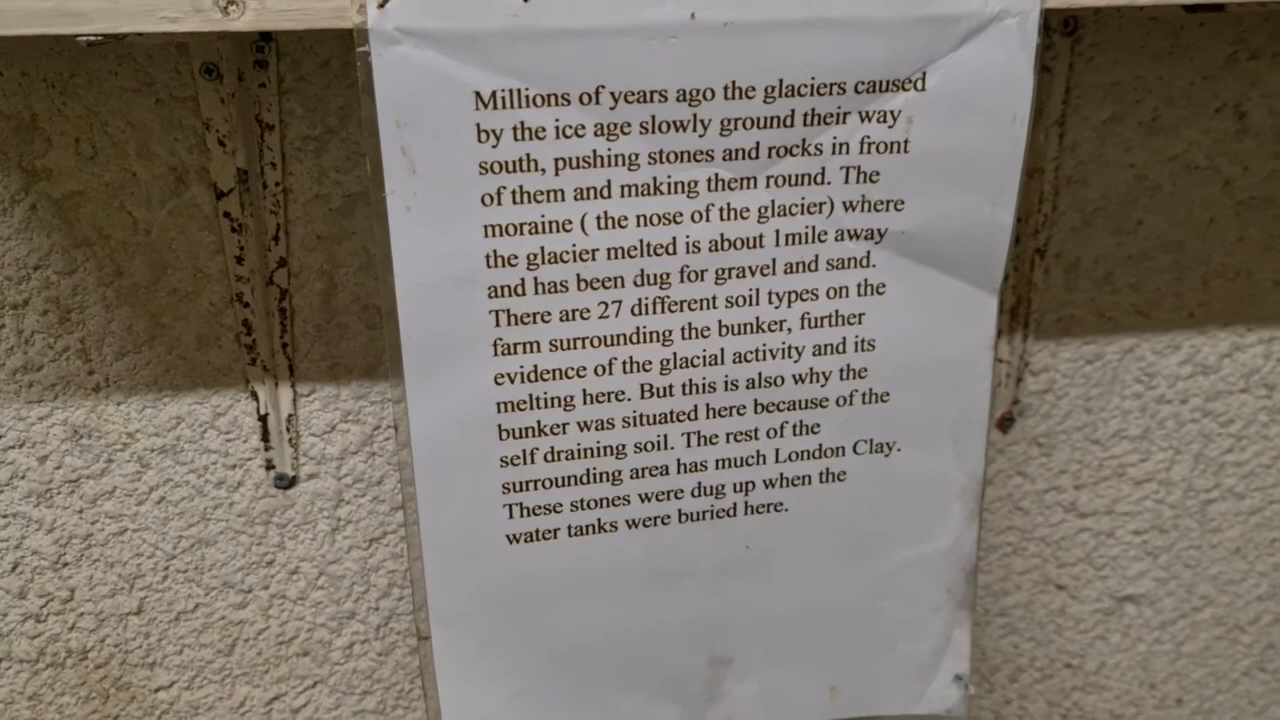 Millions of years ago the glaciers caused
by the ice age slowly ground their way
south, pushing stones and rocks in front
of them and making them round. The
moraine ( the nose of the glacier) where
the glacier melted is about 1mile away
and has been dug for gravel and sand.
There are 27 different soil types on the
farm surrounding the bunker, further
evidence of the glacial activity and its
melting here. But this is also why the
bunker was situated here because of the
self draining soil. The rest of the
surrounding area has much London Clay.
These stones were dug up when the
water tanks were buried here.